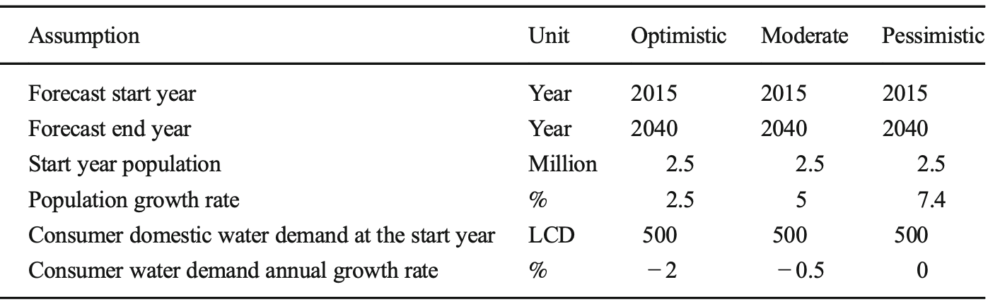 Assumption Unit Optimistic Moderate Pessimistic
Forecast start year Year 2015 2015 2015
Forecast end year Year 2040 2040 2040
Start year population Million 2.5 2.5 2.5
Population growth rate % 2.5 5 7.4
Consumer domestic water demand at the start year LCD 500 500 500
Consumer water demand annual growth rate % −2 −0.5 0